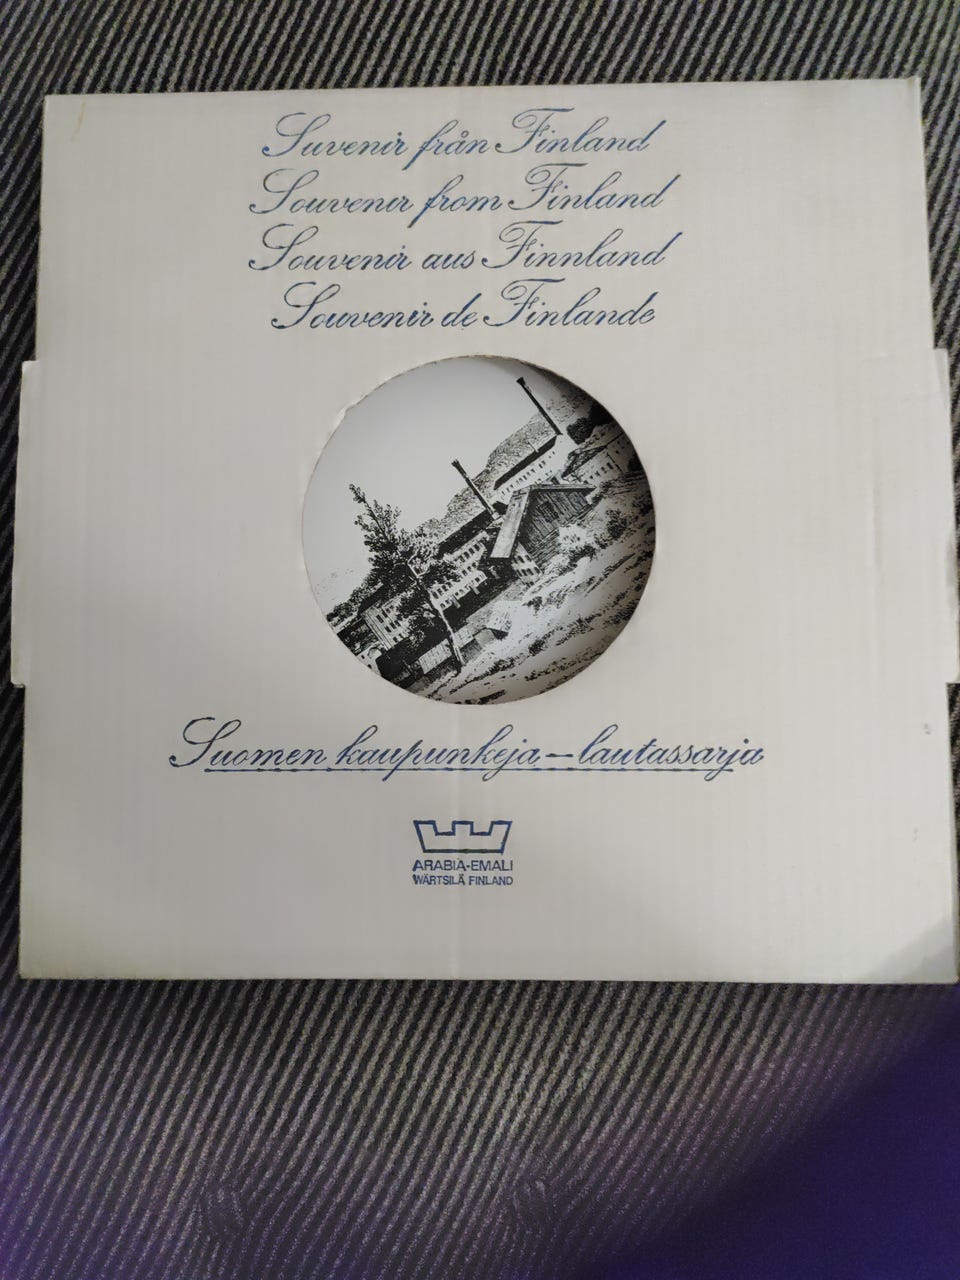 Suvenir från Finland
Souvenir from Finland
Souvenir aus Finnland
Souvenir de Finlande
Suomen kaupunkeja – lautassarja
ARABIA-EMALI
WÄRTSILÄ FINLAND